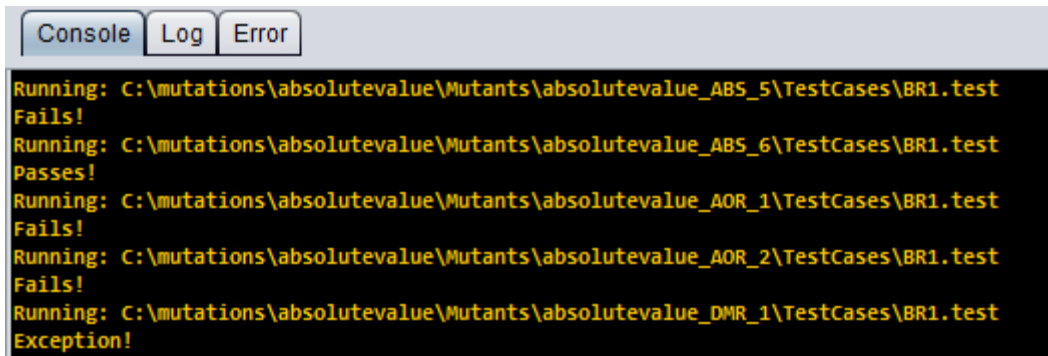 Console Log Error
Running: C:\mutations\absolutevalue\Mutants\absolutevalue_ABS_5\TestCases\BR1.test
Fails!
Running: C:\mutations\absolutevalue\Mutants\absolutevalue_ABS_6\TestCases\BR1.test
Passes!
Running: C:\mutations\absolutevalue\Mutants\absolutevalue_AOR_1\TestCases\BR1.test
Fails!
Running: C:\mutations\absolutevalue\Mutants\absolutevalue_AOR_2\TestCases\BR1.test
Fails!
Running: C:\mutations\absolutevalue\Mutants\absolutevalue_DMR_1\TestCases\BR1.test
Exception!